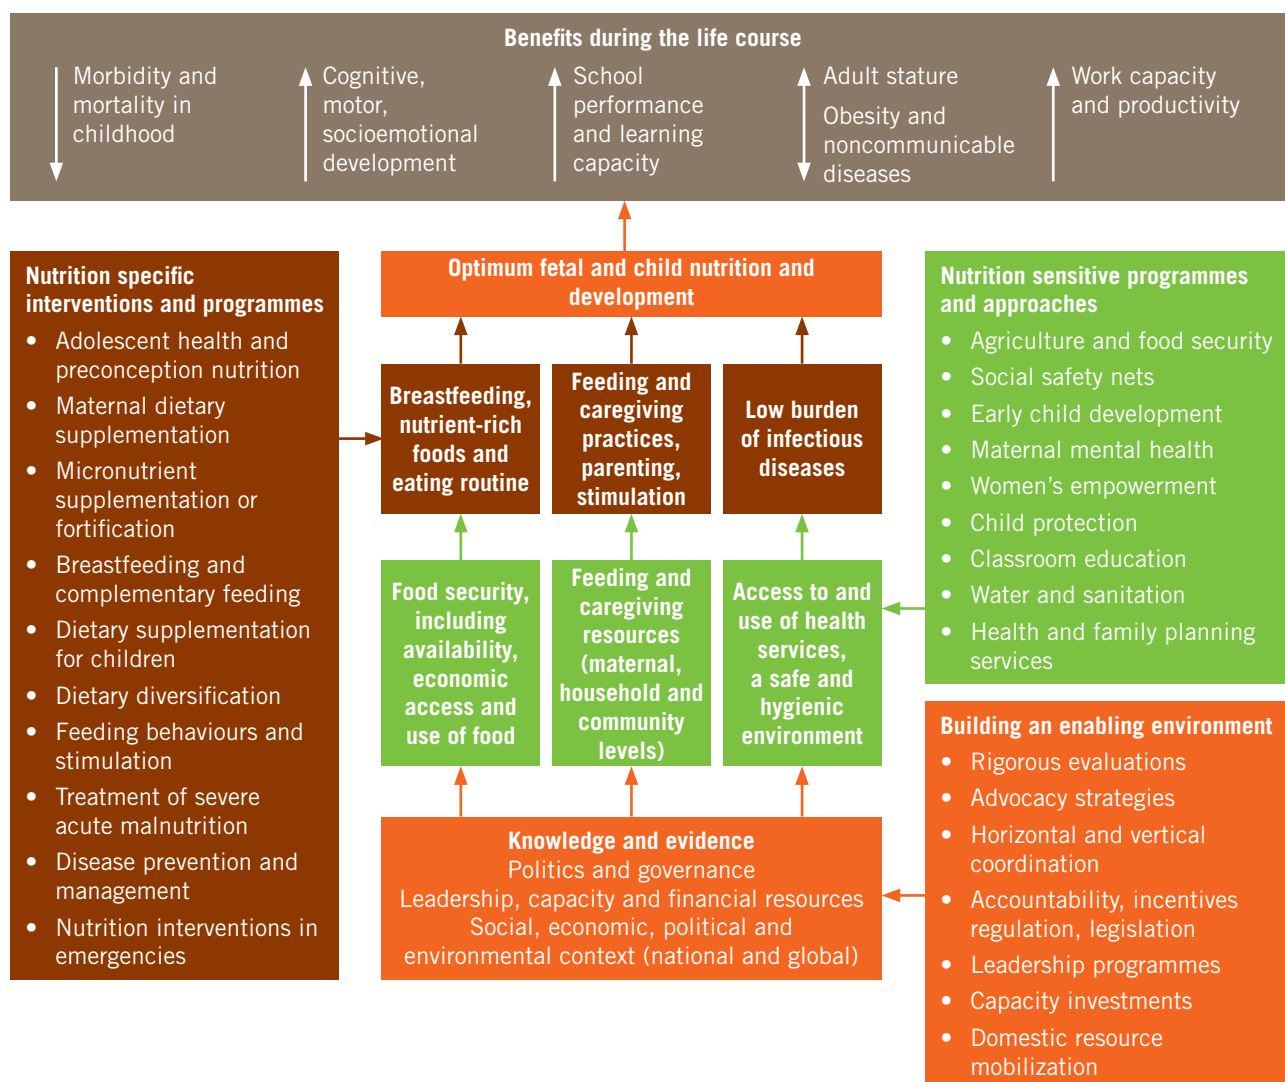 Benefits during the life course
Morbidity and
mortality in
childhood
Cognitive,
motor,
socioemotional
development
School
performance
and learning
capacity
Adult stature
Obesity and
noncommunicable
diseases
Work capacity
and productivity
Nutrition specific
interventions and programmes
• Adolescent health and
preconception nutrition
• Maternal dietary
supplementation
• Micronutrient
supplementation or
fortification
• Breastfeeding and
complementary feeding
• Dietary supplementation
for children
• Dietary diversification
• Feeding behaviours and
stimulation
• Treatment of severe
acute malnutrition
• Disease prevention and
management
• Nutrition interventions in
emergencies
Optimum fetal and child nutrition and
development
Breastfeeding,
nutrient-rich
foods and
eating routine
Feeding and
caregiving
practices,
parenting,
stimulation
Low burden
of infectious
diseases
Food security,
including
availability,
economic
access and
use of food
Feeding and
caregiving
resources
(maternal,
household and
community
levels)
Access to and
use of health
services,
a safe and
hygienic
environment
Knowledge and evidence
Politics and governance
Leadership, capacity and financial resources
Social, economic, political and
environmental context (national and global)
Nutrition sensitive programmes
and approaches
• Agriculture and food security
• Social safety nets
• Early child development
• Maternal mental health
• Women's empowerment
• Child protection
• Classroom education
• Water and sanitation
• Health and family planning
services
Building an enabling environment
• Rigorous evaluations
• Advocacy strategies
• Horizontal and vertical
coordination
• Accountability, incentives
regulation, legislation
• Leadership programmes
• Capacity investments
• Domestic resource
mobilization